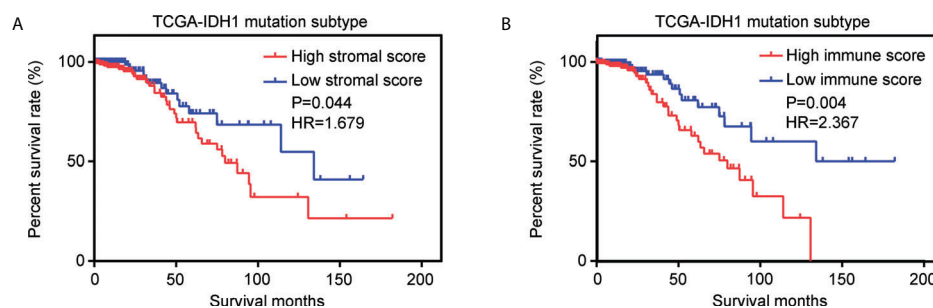 A
TCGA-IDH1 mutation subtype
Percent survival rate (%)
100
50
0
High stromal score
Low stromal score
P=0.044
HR=1.679
0 50 100 150 200
Survival months
B
TCGA-IDH1 mutation subtype
Percent survival rate (%)
100
50
0
High immune score
Low immune score
P=0.004
HR=2.367
0 50 100 150 200
Survival months